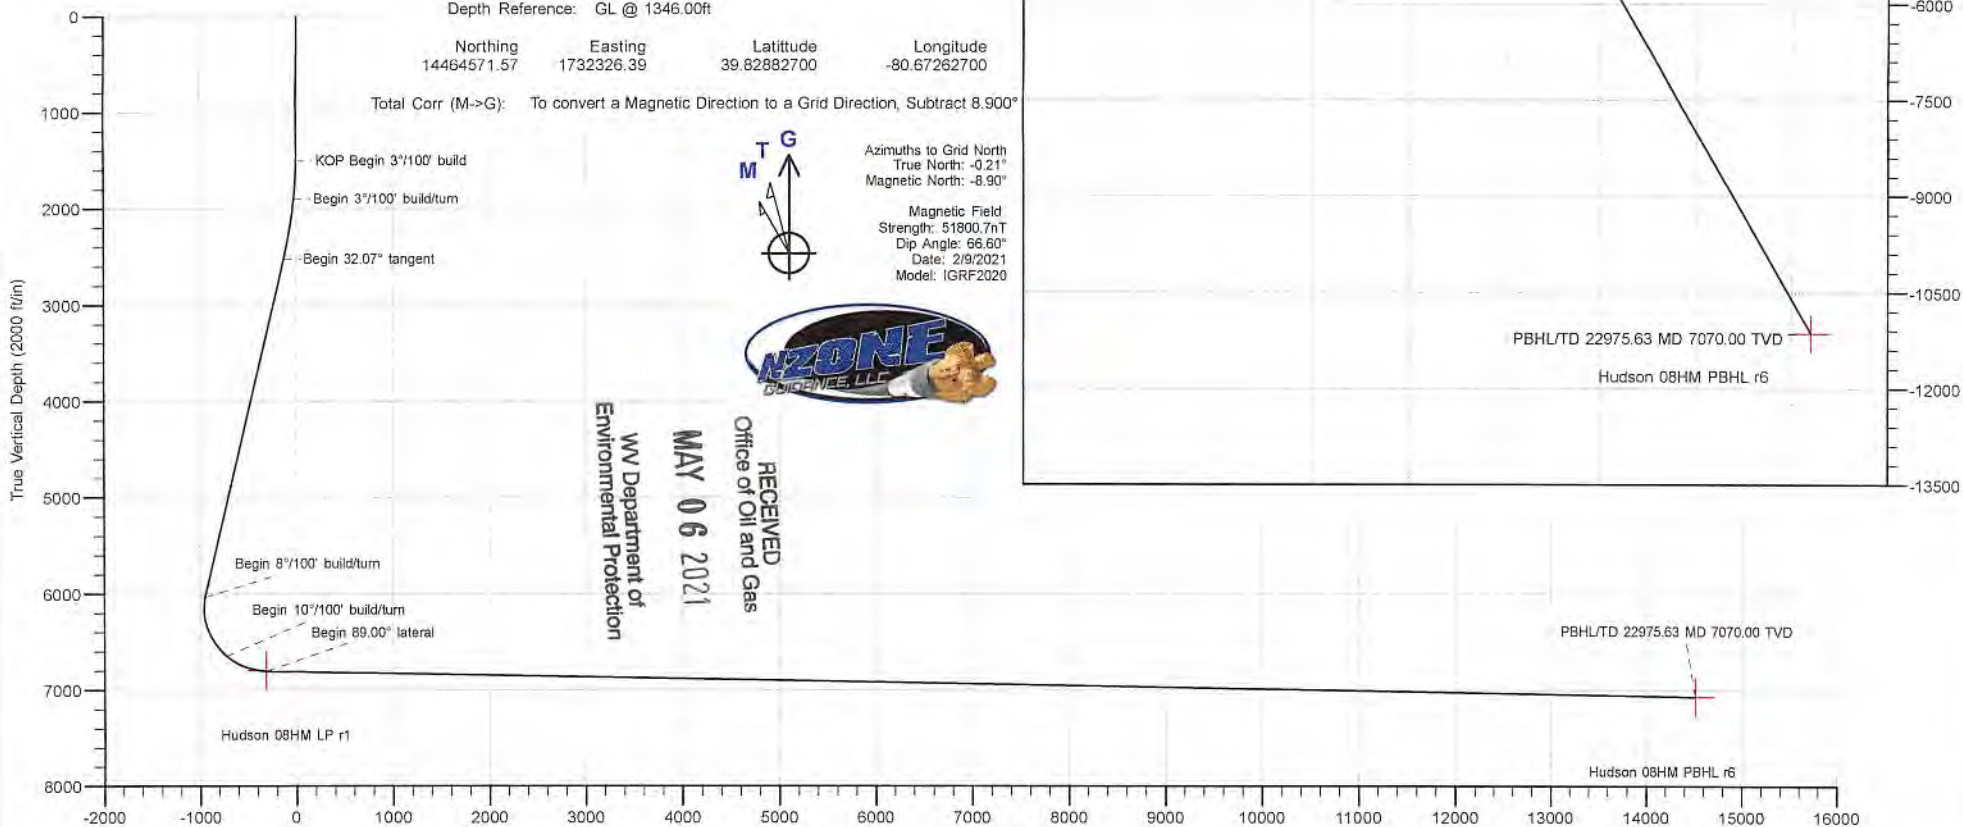 Depth Reference: GL @ 1346.00ft
Northing Easting Latittude Longitude
14464571.57 1732326.39 39.82882700 -80.67262700
Total Corr (M->G): To convert a Magnetic Direction to a Grid Direction, Subtract 8.900°
M T G
Azimuths to Grid North
True North: -0.21°
Magnetic North: -8.90°
Magnetic Field
Strength: 51800.7nT
Dip Angle: 66.60°
Date: 2/9/2021
Model: IGRF2020
NZONE
GUIDANCE, LLC
RECEIVED
Office of Oil and Gas
MAY 06 2021
WV Department of
Environmental Protection
True Vertical Depth (2000 ft/in)
0
1000
2000
3000
4000
5000
6000
7000
8000
KOP Begin 3°/100' build
Begin 3°/100' build/turn
Begin 32.07° tangent
Begin 8°/100' build/turn
Begin 10°/100' build/turn
Begin 89.00° lateral
Hudson 08HM LP r1
PBHL/TD 22975.63 MD 7070.00 TVD
Hudson 08HM PBHL r6
-2000 -1000 0 1000 2000 3000 4000 5000 6000 7000 8000 9000 10000 11000 12000 13000 14000 15000 16000
-6000
-7500
-9000
-10500
-12000
-13500
PBHL/TD 22975.63 MD 7070.00 TVD
Hudson 08HM PBHL r6